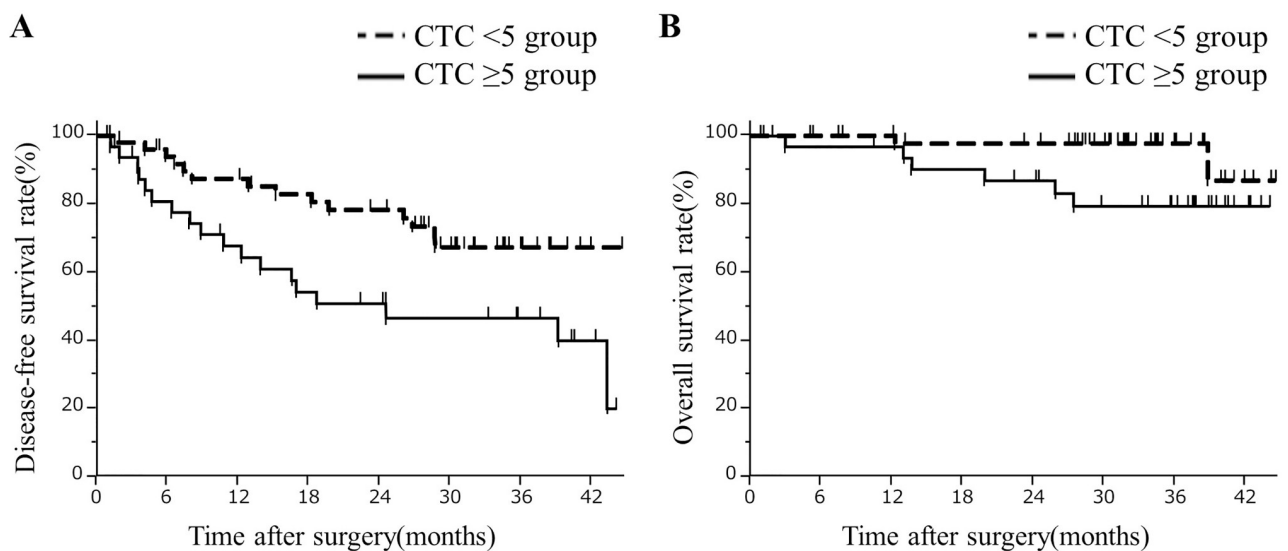 A
CTC <5 group
CTC ≥5 group
Disease-free survival rate(%)
100
80
60
40
20
0
0 6 12 18 24 30 36 42
Time after surgery(months)
B
CTC <5 group
CTC ≥5 group
Overall survival rate(%)
100
80
60
40
20
0
0 6 12 18 24 30 36 42
Time after surgery(months)